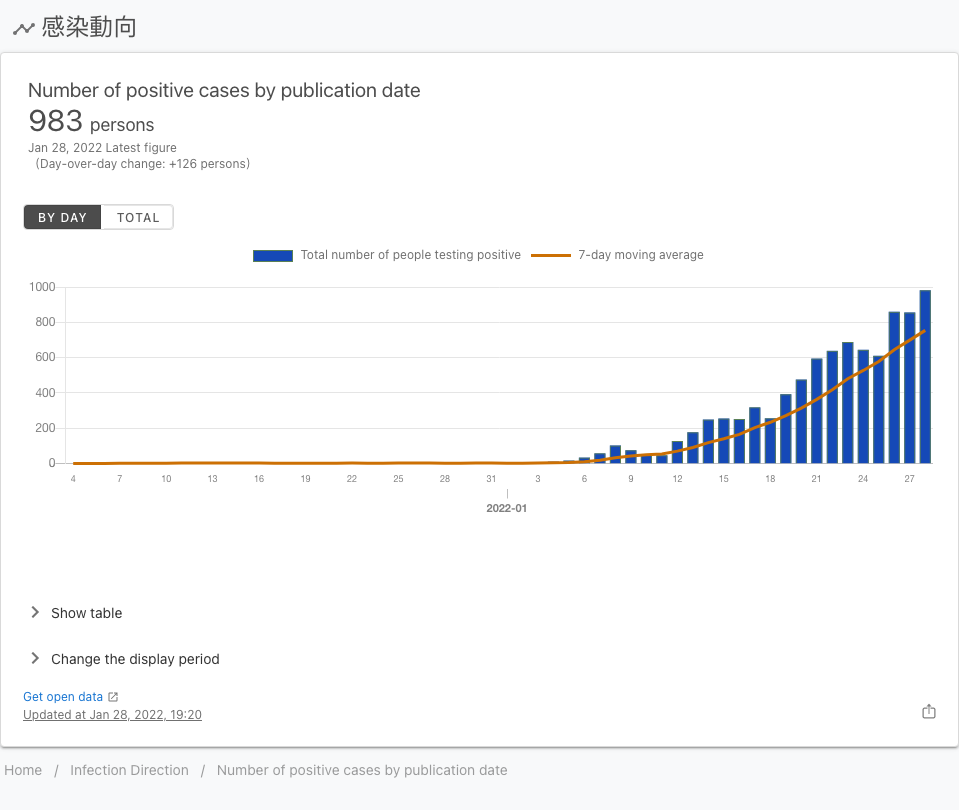 感染動向
Number of positive cases by publication date
983 persons
Jan 28, 2022 Latest figure
(Day-over-day change: +126 persons)
BY DAY TOTAL
Total number of people testing positive 7-day moving average
1000
800
600
400
200
0
4 7 10 13 16 19 22 25 28 31 3 6 9 12 15 18 21 24 27
2022-01
Show table
Change the display period
Get open data
Updated at Jan 28, 2022, 19:20
Home / Infection Direction / Number of positive cases by publication date